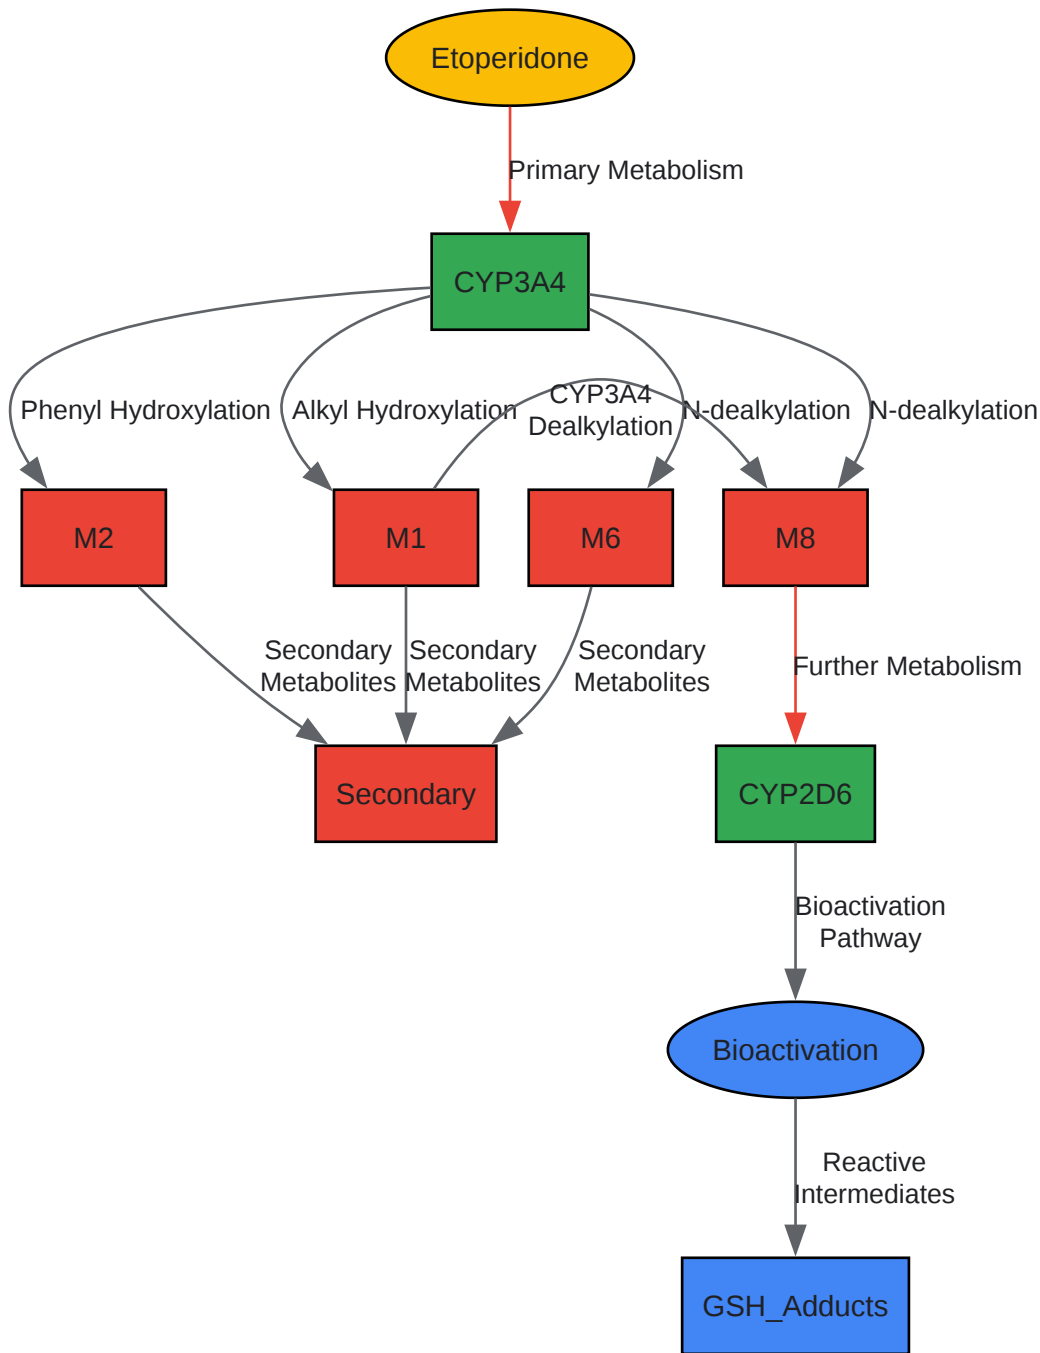 Etoperidone
Primary Metabolism
CYP3A4
Phenyl Hydroxylation
Alkyl Hydroxylation
CYP3A4
Dealkylation
N-dealkylation
N-dealkylation
M2
M1
M6
M8
Secondary
Metabolites
Secondary
Metabolites
Secondary
Metabolites
Further Metabolism
Secondary
CYP2D6
Bioactivation
Pathway
Bioactivation
Reactive
Intermediates
GSH_Adducts